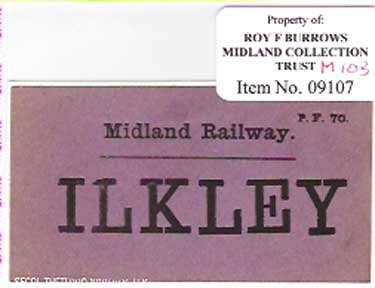 Property of:
ROY F BURROWS
MIDLAND COLLECTION
TRUST M103
Item No. 09107
P. F. 70.
Midland Railway.
ILKLEY